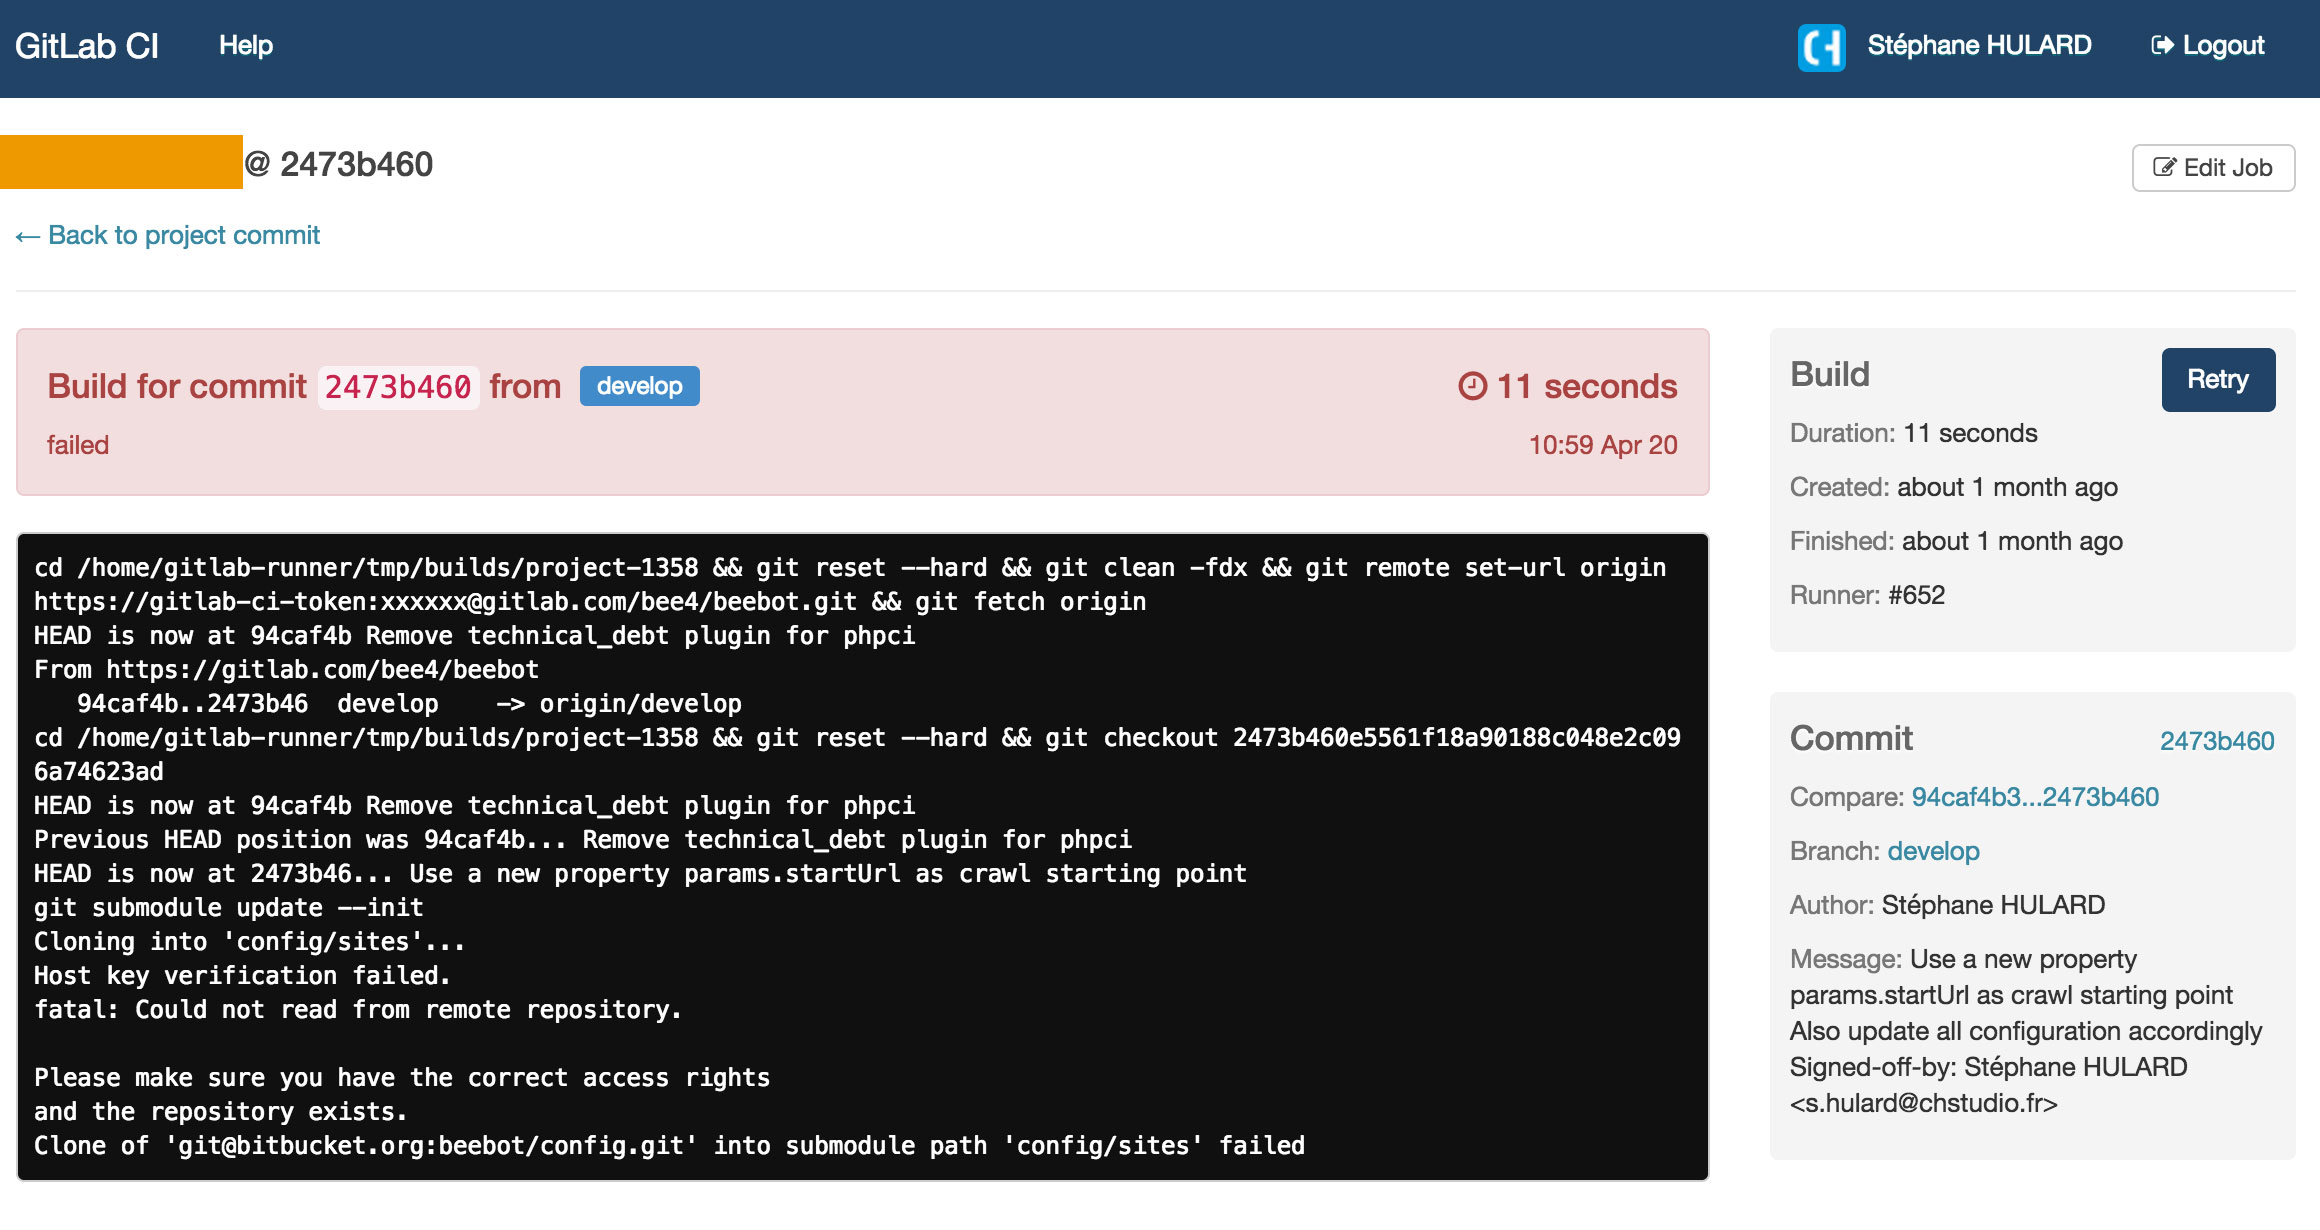 GitLab CI Help Stéphane HULARD Logout
@ 2473b460
Edit Job
← Back to project commit
Build for commit 2473b460 from develop
11 seconds
failed
10:59 Apr 20
cd /home/gitlab-runner/tmp/builds/project-1358 && git reset --hard && git clean -fdx && git remote set-url origin
https://gitlab-ci-token:xxxxxx@gitlab.com/bee4/beebot.git && git fetch origin
HEAD is now at 94caf4b Remove technical_debt plugin for phpci
From https://gitlab.com/bee4/beebot
   94caf4b..2473b46  develop    -> origin/develop
cd /home/gitlab-runner/tmp/builds/project-1358 && git reset --hard && git checkout 2473b460e5561f18a90188c048e2c09
6a74623ad
HEAD is now at 94caf4b Remove technical_debt plugin for phpci
Previous HEAD position was 94caf4b... Remove technical_debt plugin for phpci
HEAD is now at 2473b46... Use a new property params.startUrl as crawl starting point
git submodule update --init
Cloning into 'config/sites'...
Host key verification failed.
fatal: Could not read from remote repository.
Please make sure you have the correct access rights
and the repository exists.
Clone of 'git@bitbucket.org:beebot/config.git' into submodule path 'config/sites' failed
Build
Retry
Duration: 11 seconds
Created: about 1 month ago
Finished: about 1 month ago
Runner: #652
Commit 2473b460
Compare: 94caf4b3...2473b460
Branch: develop
Author: Stéphane HULARD
Message: Use a new property
params.startUrl as crawl starting point
Also update all configuration accordingly
Signed-off-by: Stéphane HULARD
<s.hulard@chstudio.fr>